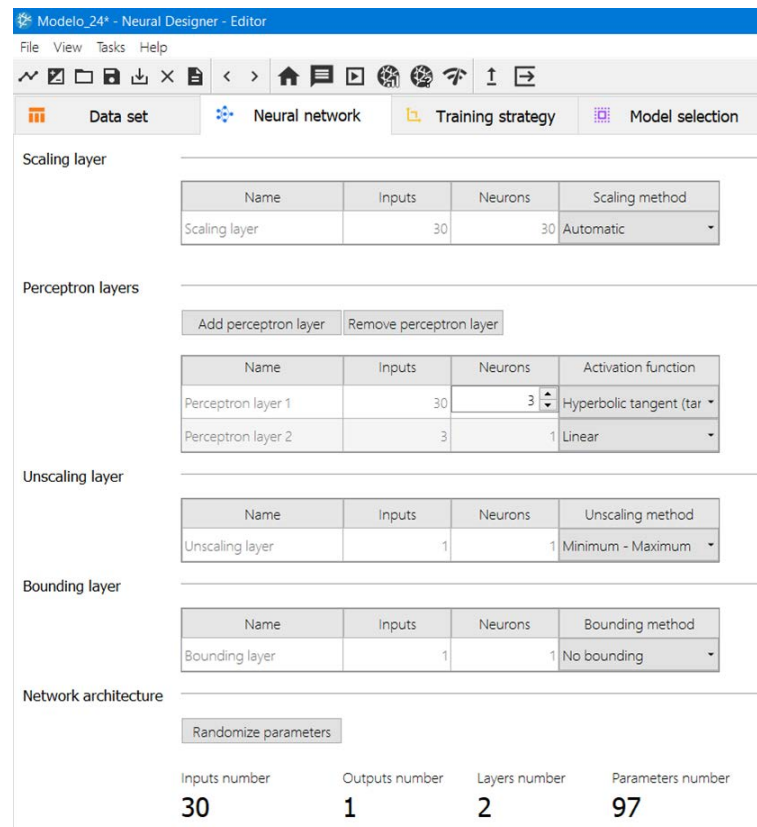 Modelo_24* - Neural Designer - Editor
File View Tasks Help
Data set Neural network Training strategy Model selection
Scaling layer
Name Inputs Neurons Scaling method
Scaling layer 30 30 Automatic
Perceptron layers
Add perceptron layer Remove perceptron layer
Name Inputs Neurons Activation function
Perceptron layer 1 30 3 Hyperbolic tangent (tar
Perceptron layer 2 3 1 Linear
Unscaling layer
Name Inputs Neurons Unscaling method
Unscaling layer 1 1 Minimum - Maximum
Bounding layer
Name Inputs Neurons Bounding method
Bounding layer 1 1 No bounding
Network architecture
Randomize parameters
Inputs number Outputs number Layers number Parameters number
30 1 2 97